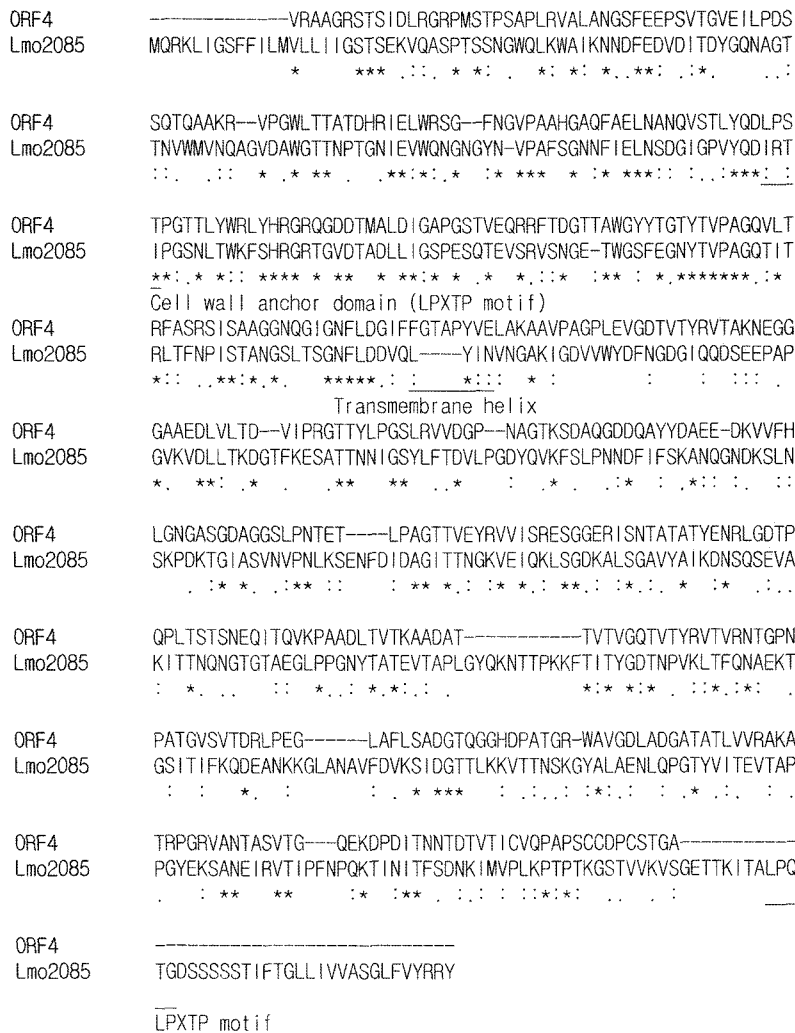 ORF4 --------------VRAAGRSTSIDLRGRPMSTPSAPLRVALANGSFEEPSVTGVEILPDS
Lmo2085 MQRKLIGSFFILMVLLIIGSTSEKVQASPTSSNGWQLKWAIKNNDFEDVDITDYGQNAGT
* *** .::. * *: *: *: *..**:.:*. ..:
ORF4 SQTQAAKR--VPGWLTTATDHRIELWRSG--FNGVPAAHGAQFAELNANQVSTLYQDLPS
Lmo2085 TNVWMVNQAGVDAWGTTNPTGNIEVWQNGNGYN-VPAFSGNNFIELNSDGIGPVYQDIRT
::. .:: * .* ** . .**:*:.* :* *** * :* ***:: :..:***: :
ORF4 TPGTTLYWRLYHRGRQGDDTMALDIGAPGSTVEQRRFTDGTTAWGYYTGTYTVPAGQVLT
Lmo2085 IPGSNLTWKFSHRGRTGVDTADLLIGSPESQTEVSRVSNGE-TWGSFEGNYTVPAGQTIT
**:.* *:: **** * ** * **:* * .* *.::* :** : *.*******.:*
Cell wall anchor domain (LPXTP motif)
ORF4 RFASRSISAAGGNQGIGNFLDGIFFGTAPYVELAKAAVPAGPLEVGDTVTYRVTAKNEGG
Lmo2085 RLTFNPISTANGSLTSGNFLDDVQL----YINVNGAKIGDVVWYDFNGDGIQQDSEEPAP
*:: ..**:*.*. *****.: : *::: * : : : ::: .
Transmembrane helix
ORF4 GAAEDLVLTD--VIPRGTTYLPGSLRVVDGP--NAGTKSDAQGDDQAYYDAEE-DKVVFH
Lmo2085 GVKVDLLTKDGTFKESATTNNIGSYLFTDVLPGDYQVKFSLPNNDFIFSKANQGNDKSLN
*. **: .* .** ** ..* : .* . .:* : .*:: :. ::
ORF4 LGNGASGDAGGSLPNTET----LPAGTTVEYRVVISRESGGERISNTATATYENRLGDTP
Lmo2085 SKPDKTGIASVNVPNLKSENFDIDAGITTNGKVEIQKLSGDKALSGAVYAIKDNSQSEVA
. :* *. .:** :: : ** *.: :* *.: **.: :*.:. * :* .:..
ORF4 QPLTSTSNEQITQVKPAADLTVTKAADAT-----------TVTVGQTVTYRVTVRNTGPN
Lmo2085 KITTNQNGTGTAEGLPPGNYTATEVTAPLGYQKNTTPKKFTITYGDTNPVKLTFQNAEKT
: *. .. :: *..: *.*:.: . *:* *:* . ::*.:*: .
ORF4 PATGVSVTDRLPEG------LAFLSADGTQGGHDPATGR-WAVGDLADGATATLVVRAKA
Lmo2085 GSITIFKQDEANKKGLANAVFDVKSIDGTTLKKVTTNSKGYALAENLQPGTYVITEVTAP
: : *. : : . * *** : .:..: :*:.: : .* .: : .
ORF4 TRPGRVANTASVTG---QEKDPDITNNTDTVTICVQPAPSCCDPCSTGA-----------
Lmo2085 PGYEKSANEIRVTIPFNPQKTINITFSDNKIMVPLKPTPTKGSTVVKVSGETTKITALPQ
. : ** ** :* :** . :.: : ::*:*: .. . :
ORF4 ----------------------------
Lmo2085 TGDSSSSSTIFTGLLIVVASGLFVYRRY
LPXTP motif